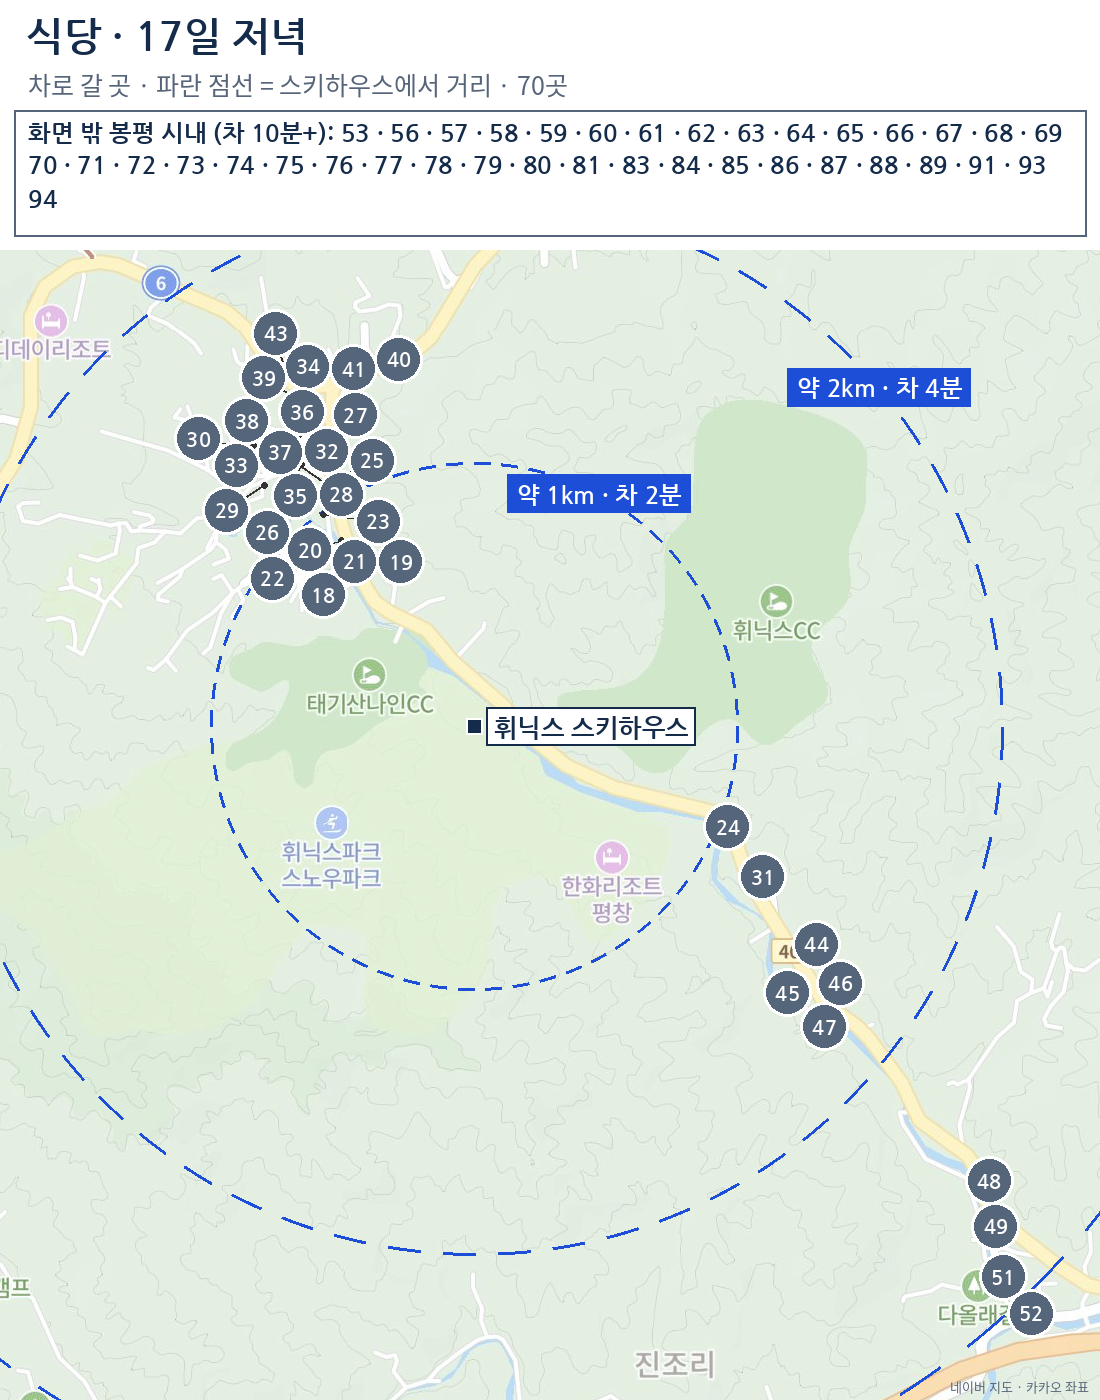 식당 · 17일 저녁
차로 갈 곳 · 파란 점선 = 스키하우스에서 거리 · 70곳
화면 밖 봉평 시내 (차 10분+): 53 · 56 · 57 · 58 · 59 · 60 · 61 · 62 · 63 · 64 · 65 · 66 · 67 · 68 · 69
70 · 71 · 72 · 73 · 74 · 75 · 76 · 77 · 78 · 79 · 80 · 81 · 83 · 84 · 85 · 86 · 87 · 88 · 89 · 91 · 93
94
6
43
디데이리조트
34
41
40
39
약 2km · 차 4분
36
27
38
30
37
32
25
33
약 1km · 차 2분
35
28
29
23
26
20
21
19
22
18
휘닉스CC
태기산나인CC
휘닉스 스키하우스
24
휘닉스파크
스노우파크
한화리조트
평창
31
44
45
46
47
48
49
51
캠프
다올래
52
진조리
네이버 지도 · 카카오 좌표